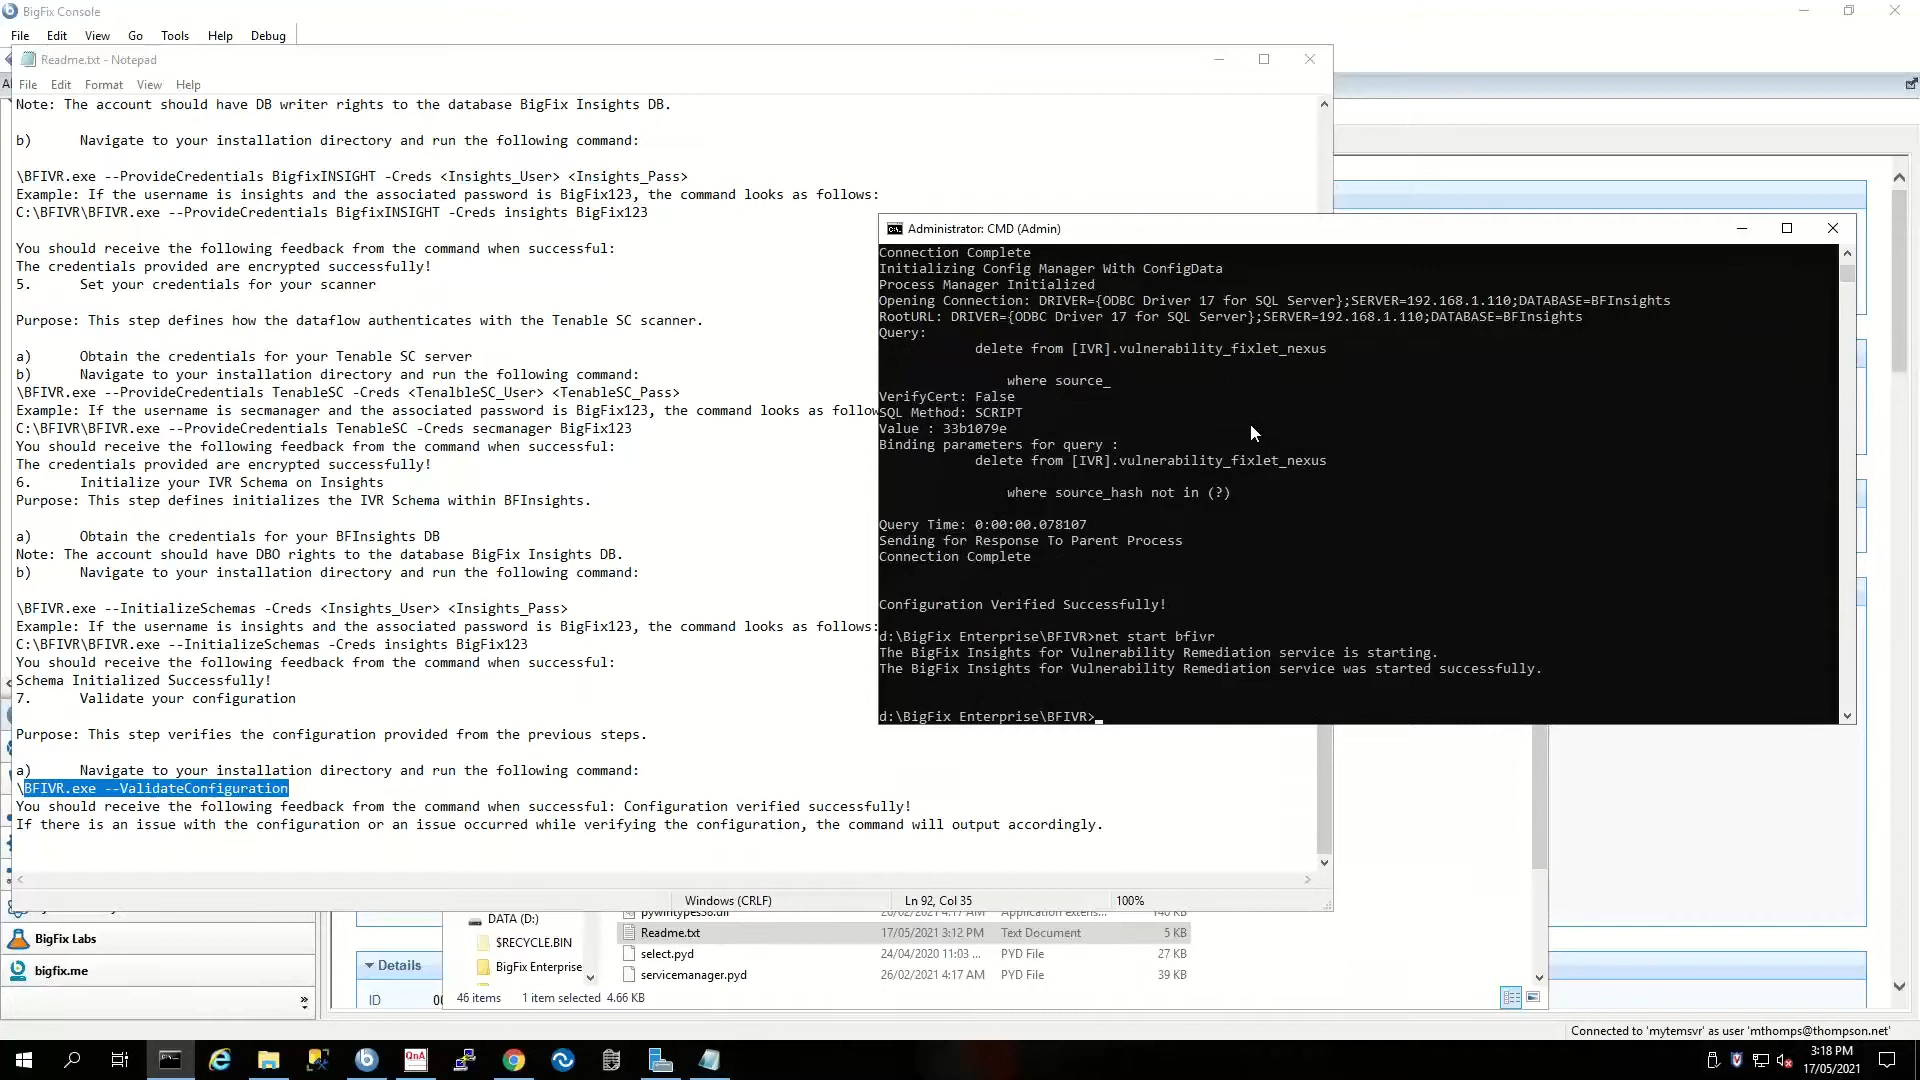 BigFix Console
File Edit View Go Tools Help Debug
Readme.txt - Notepad
File Edit Format View Help
Note: The account should have DB writer rights to the database BigFix Insights DB.
b) Navigate to your installation directory and run the following command:
\BFIVR.exe --ProvideCredentials BigfixINSIGHT -Creds <Insights_User> <Insights_Pass>
Example: If the username is insights and the associated password is BigFix123, the command looks as follows:
C:\BFIVR\BFIVR.exe --ProvideCredentials BigfixINSIGHT -Creds insights BigFix123
You should receive the following feedback from the command when successful:
The credentials provided are encrypted successfully!
5. Set your credentials for your scanner
Purpose: This step defines how the dataflow authenticates with the Tenable SC scanner.
a) Obtain the credentials for your Tenable SC server
b) Navigate to your installation directory and run the following command:
\BFIVR.exe --ProvideCredentials TenableSC -Creds <TenalbleSC_User> <TenableSC_Pass>
Example: If the username is secmanager and the associated password is BigFix123, the command looks as follow
C:\BFIVR\BFIVR.exe --ProvideCredentials TenableSC -Creds secmanager BigFix123
You should receive the following feedback from the command when successful:
The credentials provided are encrypted successfully!
6. Initialize your IVR Schema on Insights
Purpose: This step defines initializes the IVR Schema within BFInsights.
a) Obtain the credentials for your BFInsights DB
Note: The account should have DBO rights to the database BigFix Insights DB.
b) Navigate to your installation directory and run the following command:
\BFIVR.exe --InitializeSchemas -Creds <Insights_User> <Insights_Pass>
Example: If the username is insights and the associated password is BigFix123, the command looks as follows:
C:\BFIVR\BFIVR.exe --InitializeSchemas -Creds insights BigFix123
You should receive the following feedback from the command when successful:
Schema Initialized Successfully!
7. Validate your configuration
Purpose: This step verifies the configuration provided from the previous steps.
a) Navigate to your installation directory and run the following command:
\BFIVR.exe --ValidateConfiguration
You should receive the following feedback from the command when successful: Configuration verified successfully!
If there is an issue with the configuration or an issue occurred while verifying the configuration, the command will output accordingly.
Windows (CRLF) Ln 92, Col 35 100%
Administrator: CMD (Admin)
Connection Complete
Initializing Config Manager With ConfigData
Process Manager Initialized
Opening Connection: DRIVER={ODBC Driver 17 for SQL Server};SERVER=192.168.1.110;DATABASE=BFInsights
RootURL: DRIVER={ODBC Driver 17 for SQL Server};SERVER=192.168.1.110;DATABASE=BFInsights
Query:
delete from [IVR].vulnerability_fixlet_nexus
where source_
VerifyCert: False
SQL Method: SCRIPT
Value : 33b1079e
Binding parameters for query :
delete from [IVR].vulnerability_fixlet_nexus
where source_hash not in (?)
Query Time: 0:00:00.078107
Sending for Response To Parent Process
Connection Complete
Configuration Verified Successfully!
d:\BigFix Enterprise\BFIVR>net start bfivr
The BigFix Insights for Vulnerability Remediation service is starting.
The BigFix Insights for Vulnerability Remediation service was started successfully.
d:\BigFix Enterprise\BFIVR>_
BigFix Labs
bigfix.me
Details
ID 00
DATA (D:)
$RECYCLE.BIN
BigFix Enterprise
pywintypes38.dll 26/02/2021 4:17 AM Application extens... 140 KB
Readme.txt 17/05/2021 3:12 PM Text Document 5 KB
select.pyd 24/04/2020 11:03 ... PYD File 27 KB
servicemanager.pyd 26/02/2021 4:17 AM PYD File 39 KB
46 items 1 item selected 4.66 KB
Connected to 'mytemsvr' as user 'mthomps@thompson.net'
QnA
3:18 PM
17/05/2021